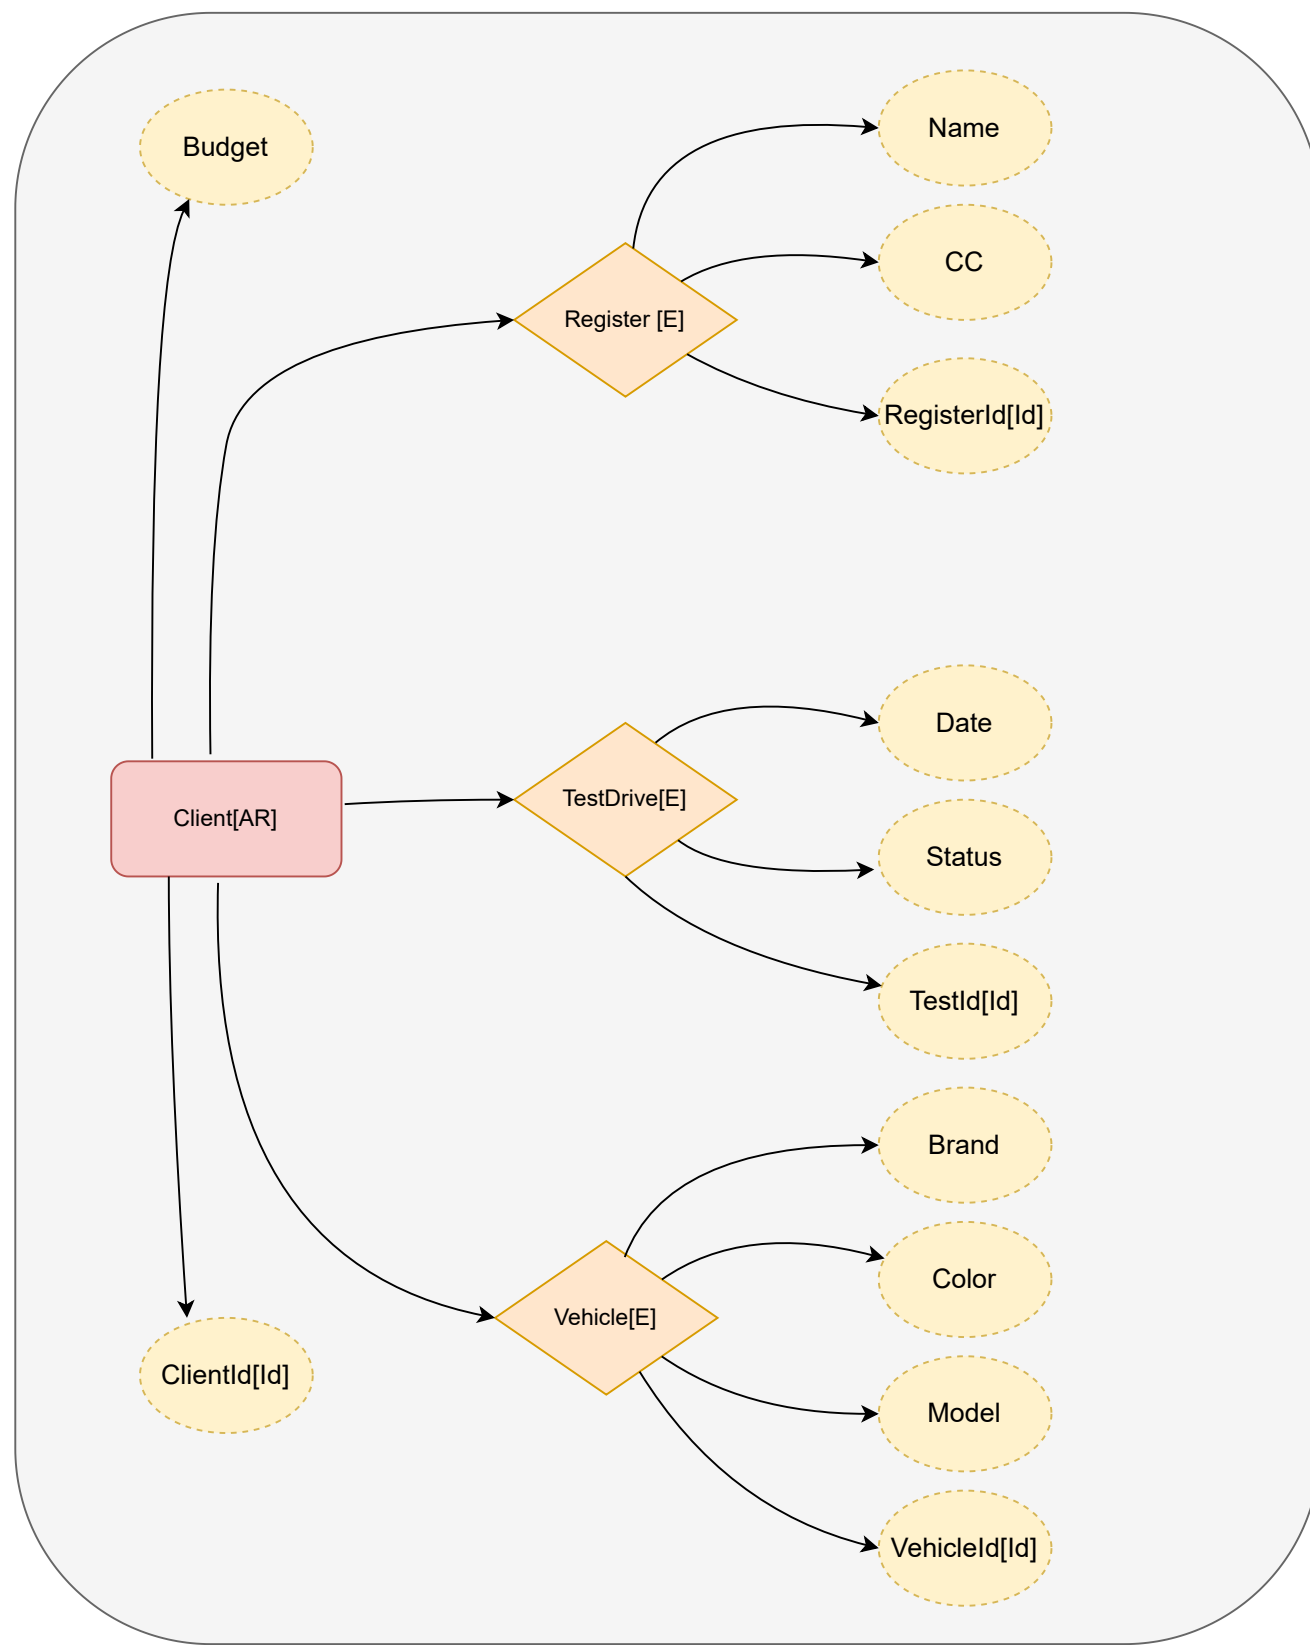 Budget
Name
CC
Register [E]
RegisterId[Id]
Date
TestDrive[E]
Client[AR]
Status
TestId[Id]
Brand
Color
Vehicle[E]
ClientId[Id]
Model
VehicleId[Id]